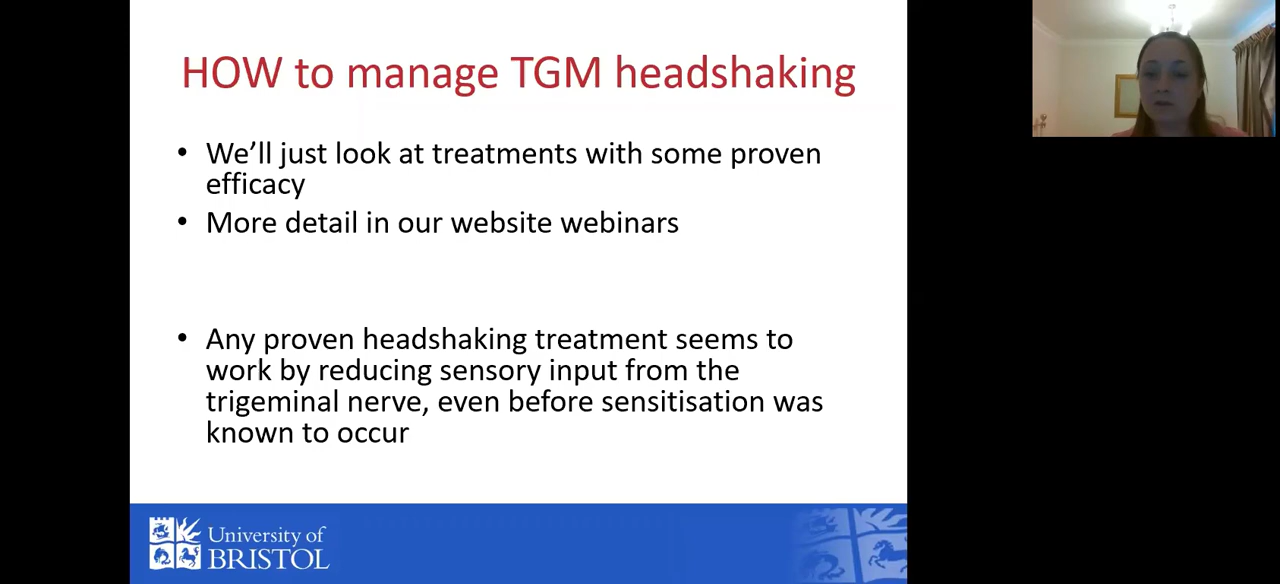 HOW to manage TGM headshaking
• We’ll just look at treatments with some proven
efficacy
• More detail in our website webinars
• Any proven headshaking treatment seems to
work by reducing sensory input from the
trigeminal nerve, even before sensitisation was
known to occur
University of
BRISTOL